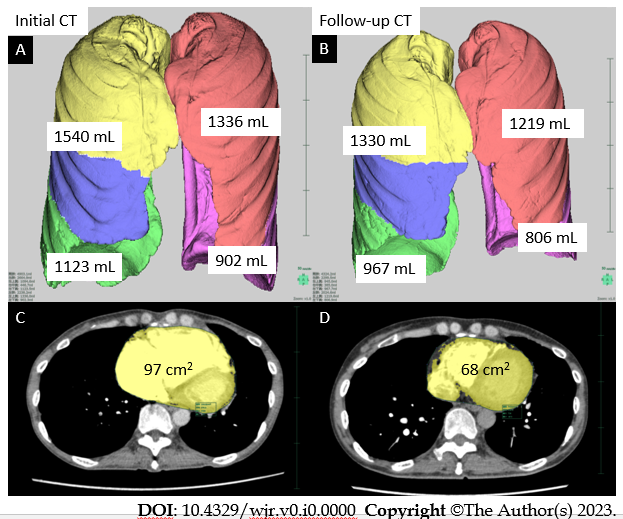 Initial CT
Follow-up CT
A
B
1540 mL
1336 mL
1123 mL
902 mL
1330 mL
1219 mL
967 mL
806 mL
C
D
97 cm²
68 cm²
DOI: 10.4329/wjr.v0.i0.0000 Copyright ©The Author(s) 2023.